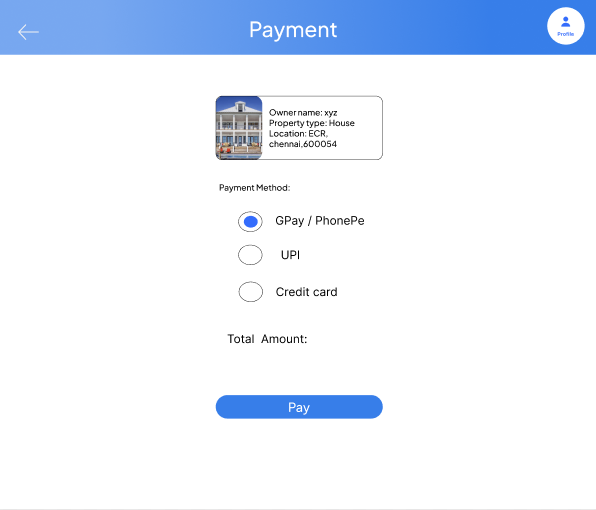 Payment
Profile
Owner name: xyz
Property type: House
Location: ECR,
chennai,600054
Payment Method:
GPay / PhonePe
UPI
Credit card
Total Amount:
Pay